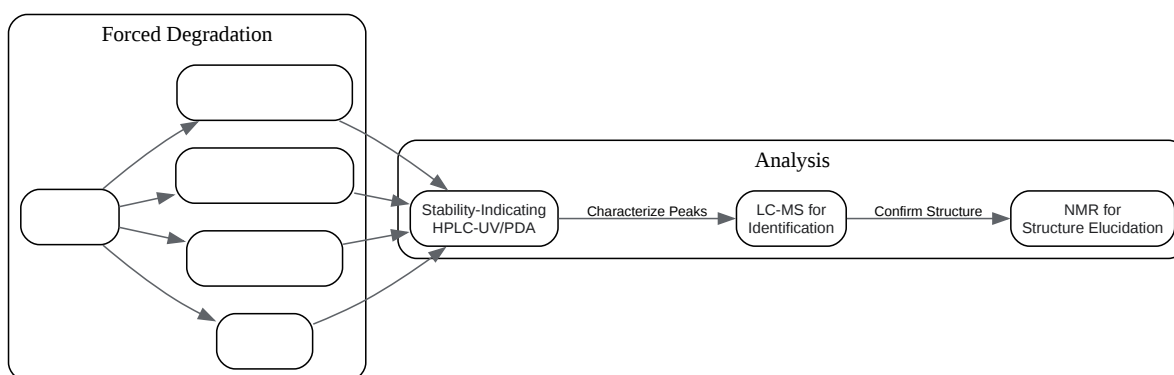 Forced Degradation
Analysis
Stability-Indicating
HPLC-UV/PDA
Characterize Peaks
LC-MS for
Identification
Confirm Structure
NMR for
Structure Elucidation